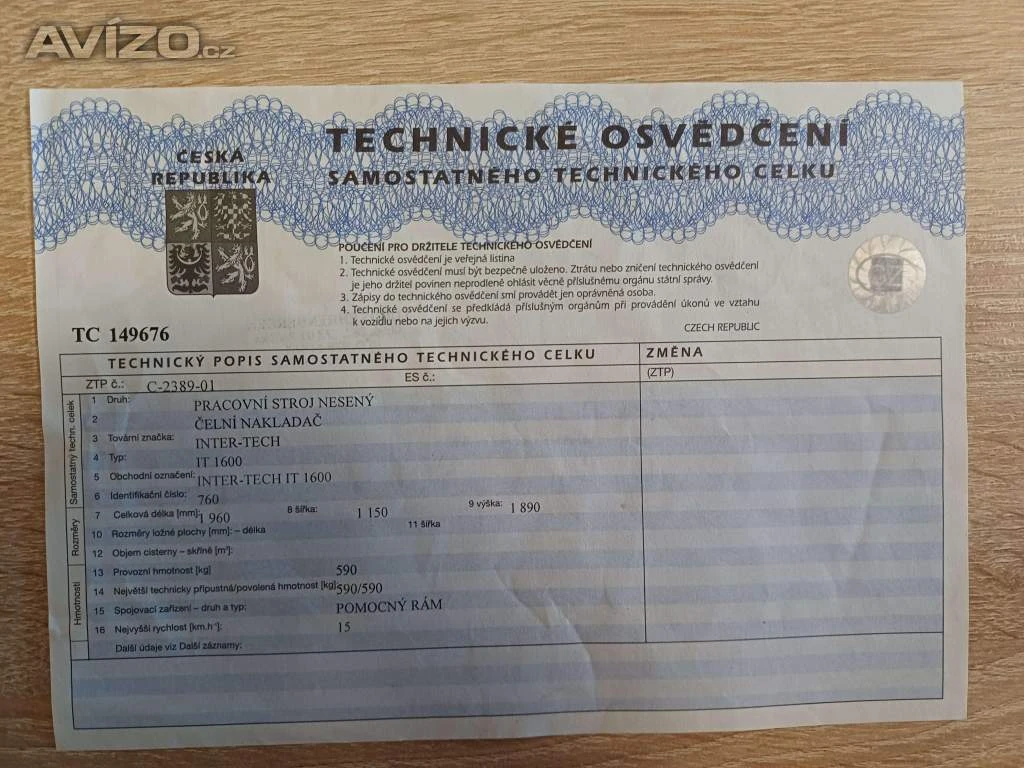 AVÍZO.cz
ČESKÁ
REPUBLIKA
TECHNICKÉ OSVĚDČENÍ
SAMOSTATNÉHO TECHNICKÉHO CELKU
POUČENÍ PRO DRŽITELE TECHNICKÉHO OSVĚDČENÍ
1. Technické osvědčení je veřejná listina
2. Technické osvědčení musí být bezpečně uloženo. Ztrátu nebo zničení technického osvědčení
je jeho držitel povinen neprodleně ohlásit věcně příslušnému orgánu státní správy.
3. Zápisy do technického osvědčení smí provádět jen oprávněná osoba.
4. Technické osvědčení se předkládá příslušným orgánům při provádění úkonů ve vztahu
k vozidlu nebo na jejich výzvu.
CZ
TC 149676
CZECH REPUBLIC
TECHNICKÝ POPIS SAMOSTATNÉHO TECHNICKÉHO CELKU
ZMĚNA
ZTP č.: C-2389-01 ES č.:
(ZTP)
Samostatný techn. celek
1 Druh: PRACOVNÍ STROJ NESENÝ
2 ČELNÍ NAKLADAČ
3 Tovární značka: INTER-TECH
4 Typ: IT 1600
5 Obchodní označení: INTER-TECH IT 1600
6 Identifikační číslo: 760
Rozměry
7 Celková délka [mm]: 1 960 8 šířka: 1 150 9 výška: 1 890
10 Rozměry ložné plochy [mm]: – délka 11 šířka
12 Objem cisterny – skříně [m³]:
Hmotnosti
13 Provozní hmotnost [kg] 590
14 Největší technicky přípustná/povolená hmotnost [kg] 590/590
15 Spojovací zařízení – druh a typ: POMOCNÝ RÁM
16 Nejvyšší rychlost [km.h⁻¹]: 15
Další údaje viz Další záznamy: